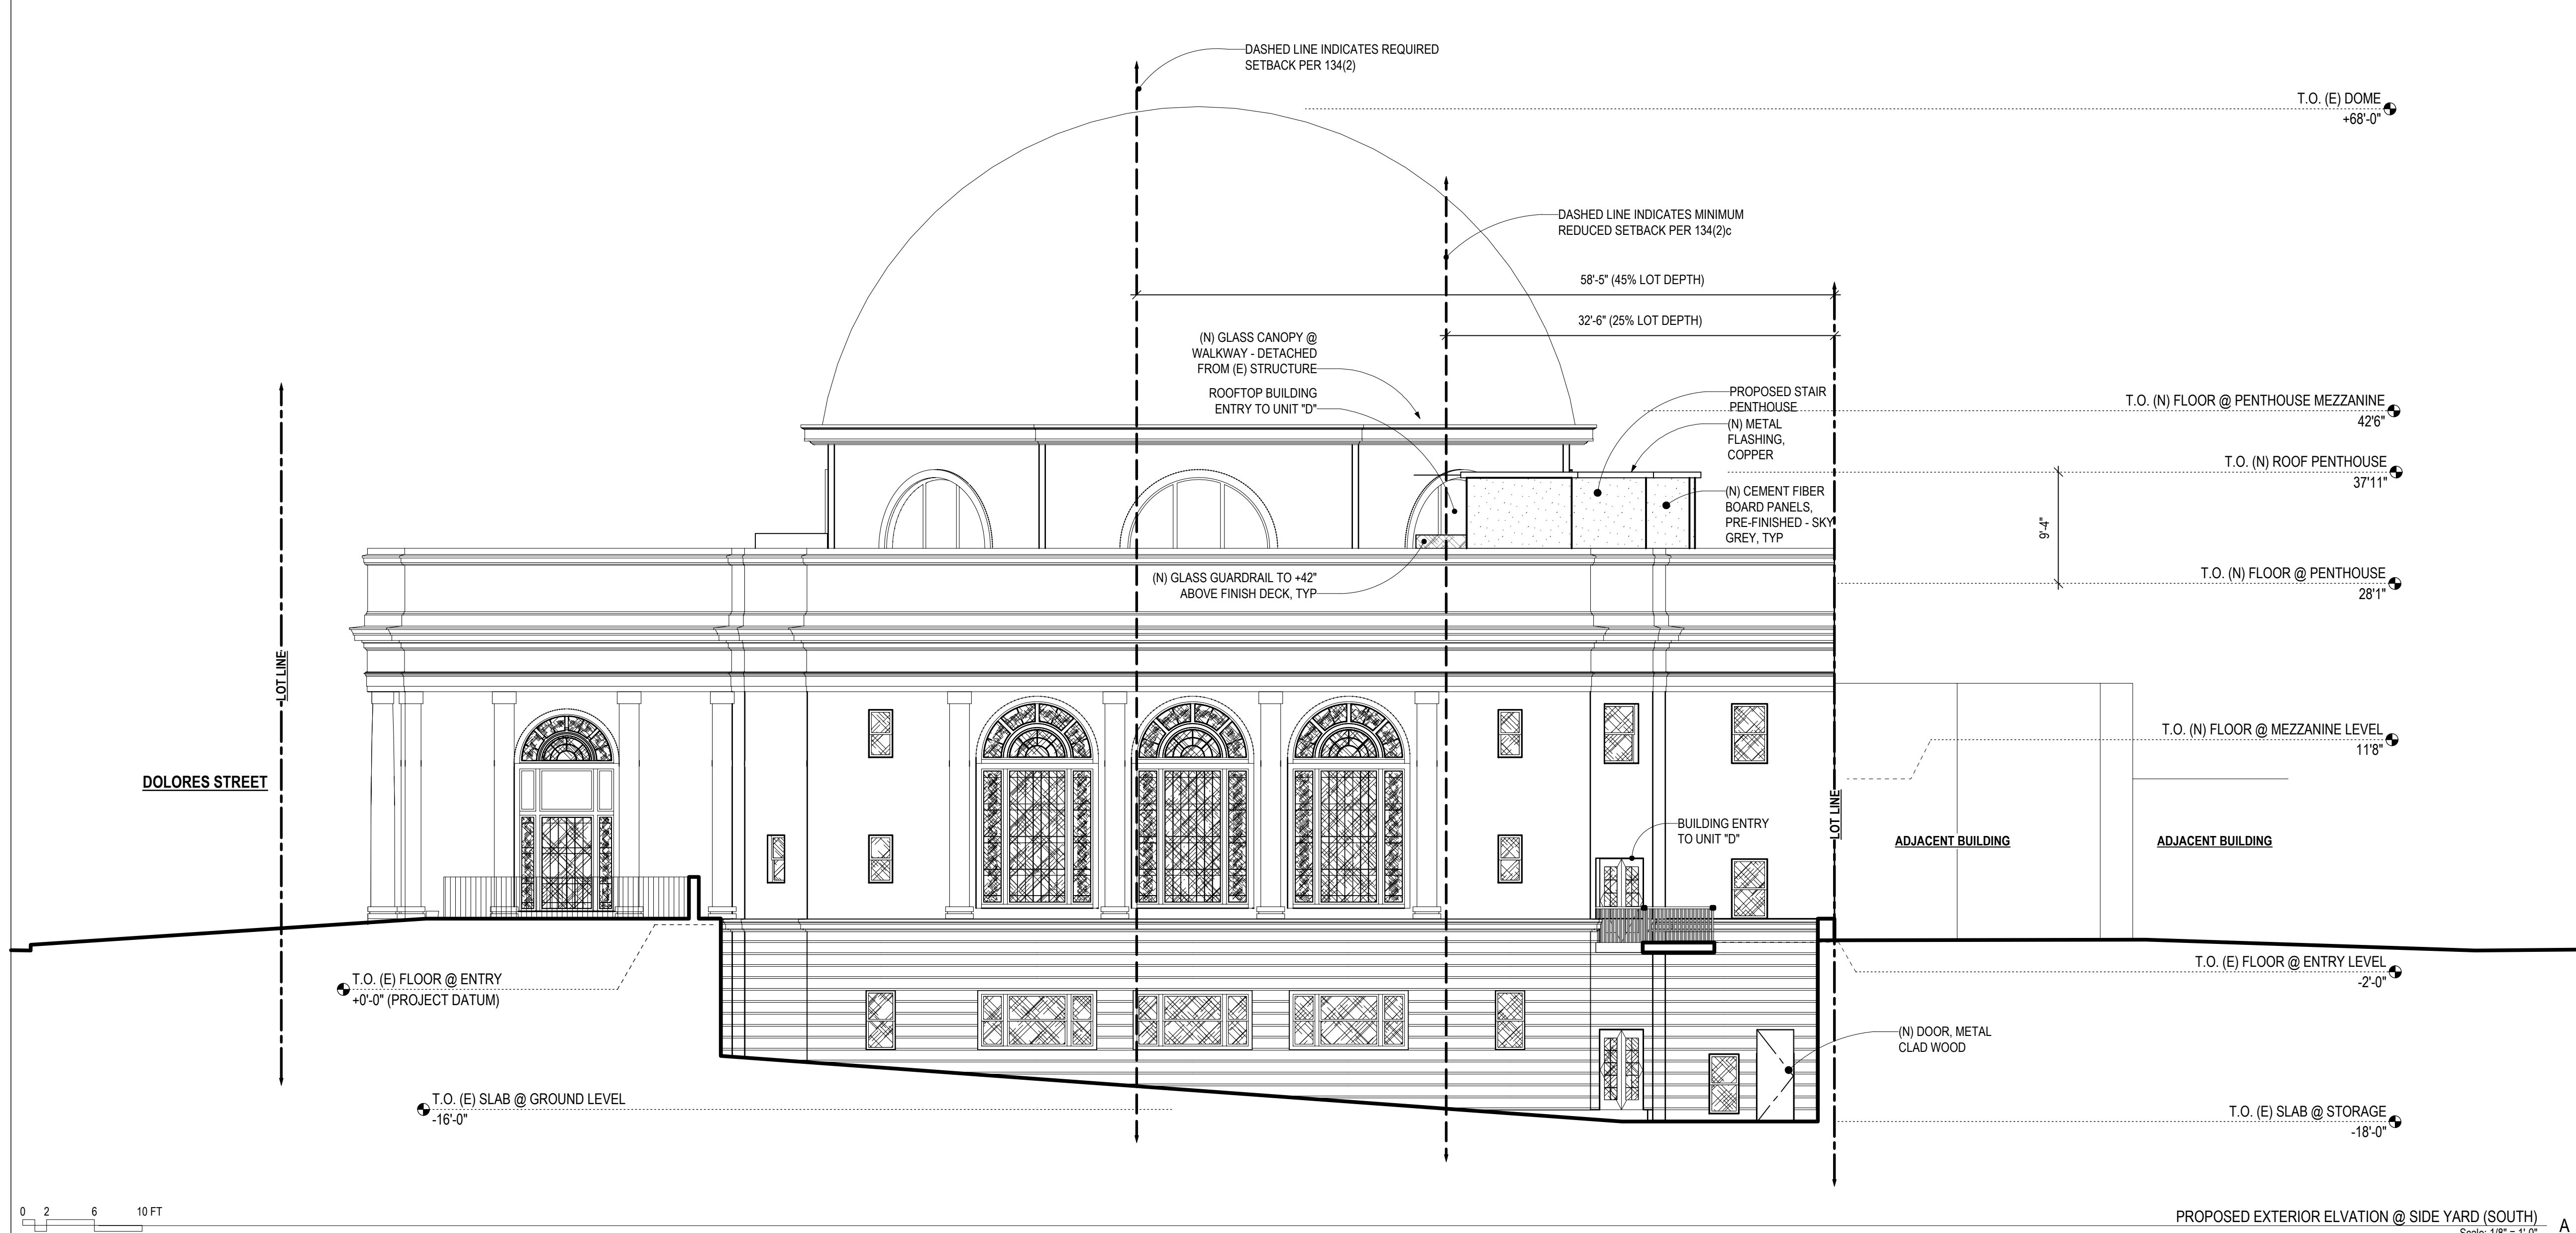 DASHED LINE INDICATES REQUIRED
SETBACK PER 134(2)
T.O. (E) DOME
+68'-0"
DASHED LINE INDICATES MINIMUM
REDUCED SETBACK PER 134(2)c
58'-5" (45% LOT DEPTH)
32'-6" (25% LOT DEPTH)
(N) GLASS CANOPY @
WALKWAY - DETACHED
FROM (E) STRUCTURE
ROOFTOP BUILDING
ENTRY TO UNIT "D"
PROPOSED STAIR
PENTHOUSE
(N) METAL
FLASHING,
COPPER
(N) CEMENT FIBER
BOARD PANELS,
PRE-FINISHED - SKY
GREY, TYP
T.O. (N) FLOOR @ PENTHOUSE MEZZANINE
42'6"
T.O. (N) ROOF PENTHOUSE
37'11"
9'-4"
T.O. (N) FLOOR @ PENTHOUSE
28'1"
(N) GLASS GUARDRAIL TO +42"
ABOVE FINISH DECK, TYP
LOT LINE
DOLORES STREET
T.O. (N) FLOOR @ MEZZANINE LEVEL
11'8"
LOT LINE
BUILDING ENTRY
TO UNIT "D"
ADJACENT BUILDING
ADJACENT BUILDING
T.O. (E) FLOOR @ ENTRY
+0'-0" (PROJECT DATUM)
T.O. (E) FLOOR @ ENTRY LEVEL
-2'-0"
(N) DOOR, METAL
CLAD WOOD
T.O. (E) SLAB @ GROUND LEVEL
-16'-0"
T.O. (E) SLAB @ STORAGE
-18'-0"
0 2 6 10 FT
PROPOSED EXTERIOR ELVATION @ SIDE YARD (SOUTH)
Scale: 1/8" = 1'-0"
A